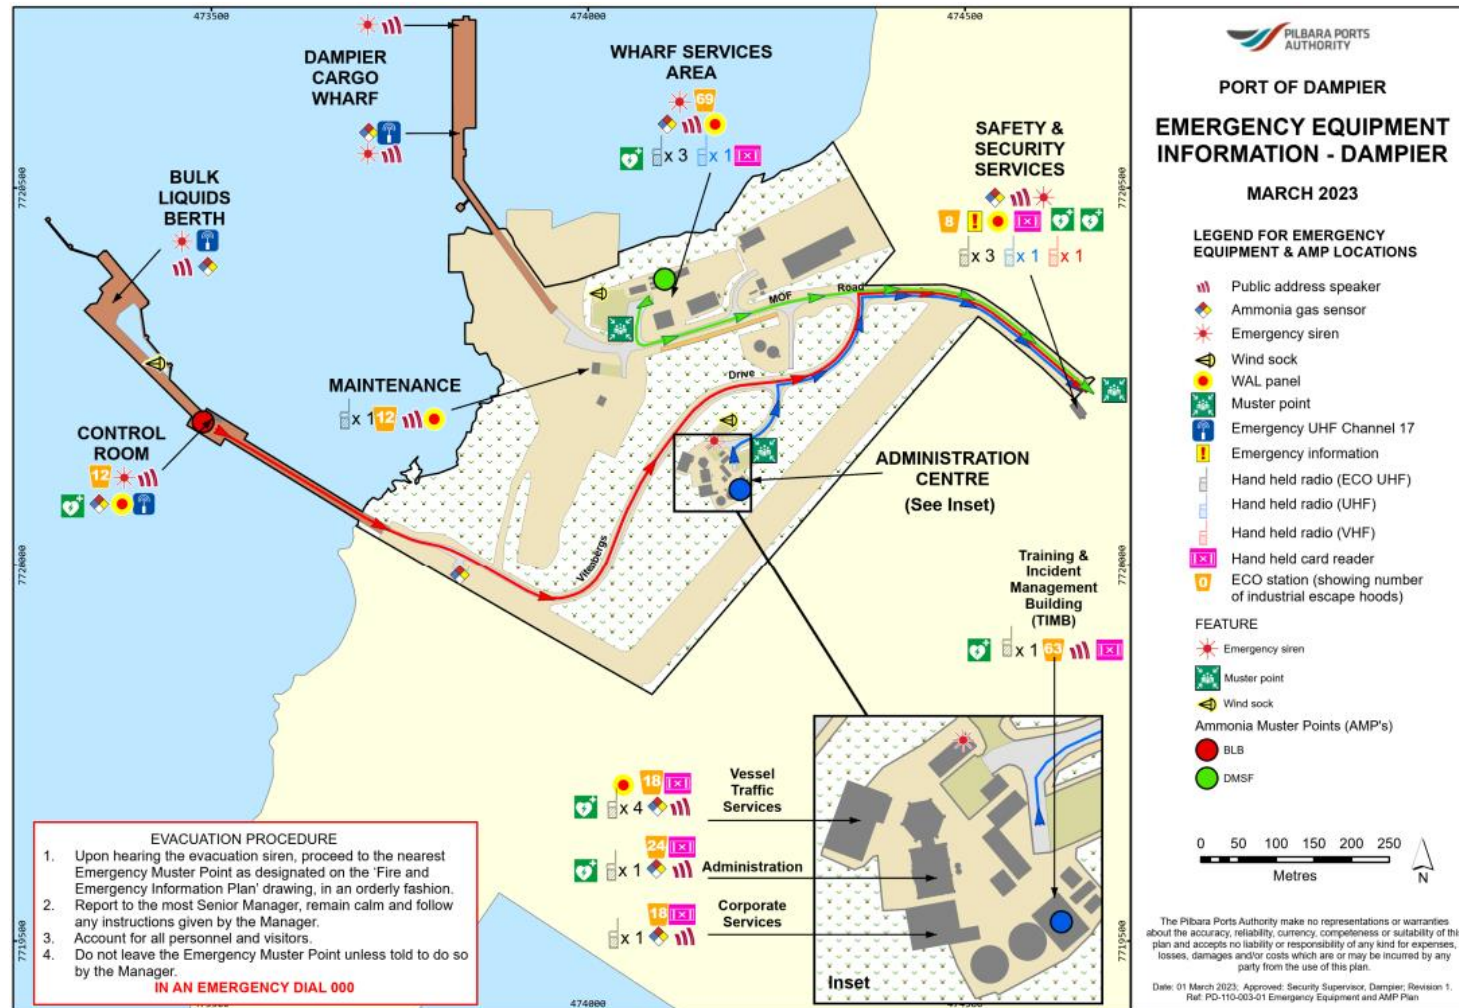 473500
474000
474500
7720500
7720000
7719500
7720500
7720000
7719500
474000
DAMPIER
CARGO
WHARF
WHARF SERVICES
AREA
69
x 3
x 1
SAFETY &
SECURITY
SERVICES
8
!
x 3
x 1
x 1
BULK
LIQUIDS
BERTH
MOF
Road
MAINTENANCE
x 1
12
Drive
CONTROL
ROOM
12
ADMINISTRATION
CENTRE
(See Inset)
Vitenbergs
Training &
Incident
Management
Building
(TIMB)
x 1
63
Vessel
Traffic
Services
18
x 4
Administration
24
x 1
Corporate
Services
18
x 1
Inset
EVACUATION PROCEDURE
1. Upon hearing the evacuation siren, proceed to the nearest
Emergency Muster Point as designated on the 'Fire and
Emergency Information Plan' drawing, in an orderly fashion.
2. Report to the most Senior Manager, remain calm and follow
any instructions given by the Manager.
3. Account for all personnel and visitors.
4. Do not leave the Emergency Muster Point unless told to do so
by the Manager.
IN AN EMERGENCY DIAL 000
PILBARA PORTS
AUTHORITY
PORT OF DAMPIER
EMERGENCY EQUIPMENT
INFORMATION - DAMPIER
MARCH 2023
LEGEND FOR EMERGENCY
EQUIPMENT & AMP LOCATIONS
Public address speaker
Ammonia gas sensor
Emergency siren
Wind sock
WAL panel
Muster point
Emergency UHF Channel 17
! Emergency information
Hand held radio (ECO UHF)
Hand held radio (UHF)
Hand held radio (VHF)
Hand held card reader
0 ECO station (showing number
of industrial escape hoods)
FEATURE
Emergency siren
Muster point
Wind sock
Ammonia Muster Points (AMP's)
BLB
DMSF
0 50 100 150 200 250
Metres
N
The Pilbara Ports Authority make no representations or warranties
about the accuracy, reliability, currency, competeness or suitability of this
plan and accepts no liability or responsibility of any kind for expenses,
losses, damages and/or costs which are or may be incurred by any
party from the use of this plan.
Date: 01 March 2023; Approved: Security Supervisor, Dampier; Revision 1.
Ref: PD-110-003-01 Emergency Equipment and AMP Plan